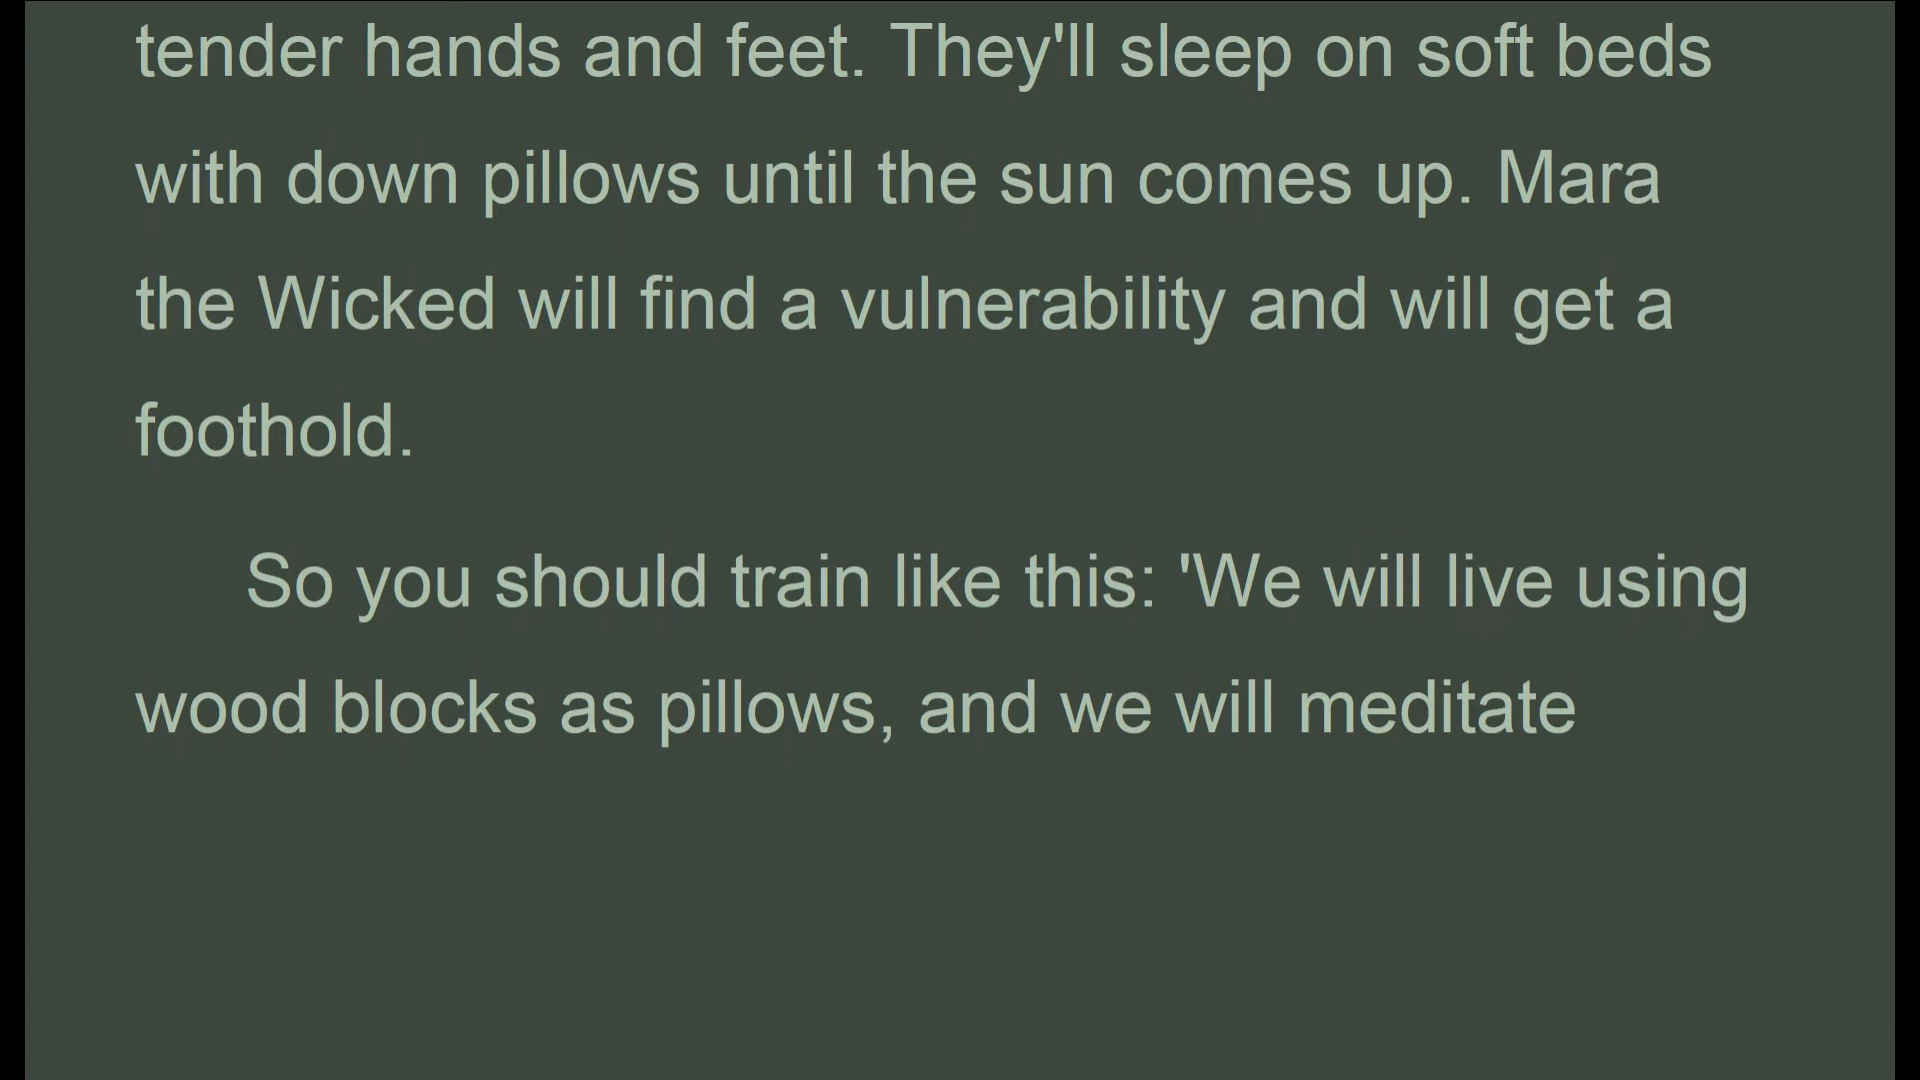 tender hands and feet. They'll sleep on soft beds
with down pillows until the sun comes up. Mara
the Wicked will find a vulnerability and will get a
foothold.
So you should train like this: 'We will live using
wood blocks as pillows, and we will meditate